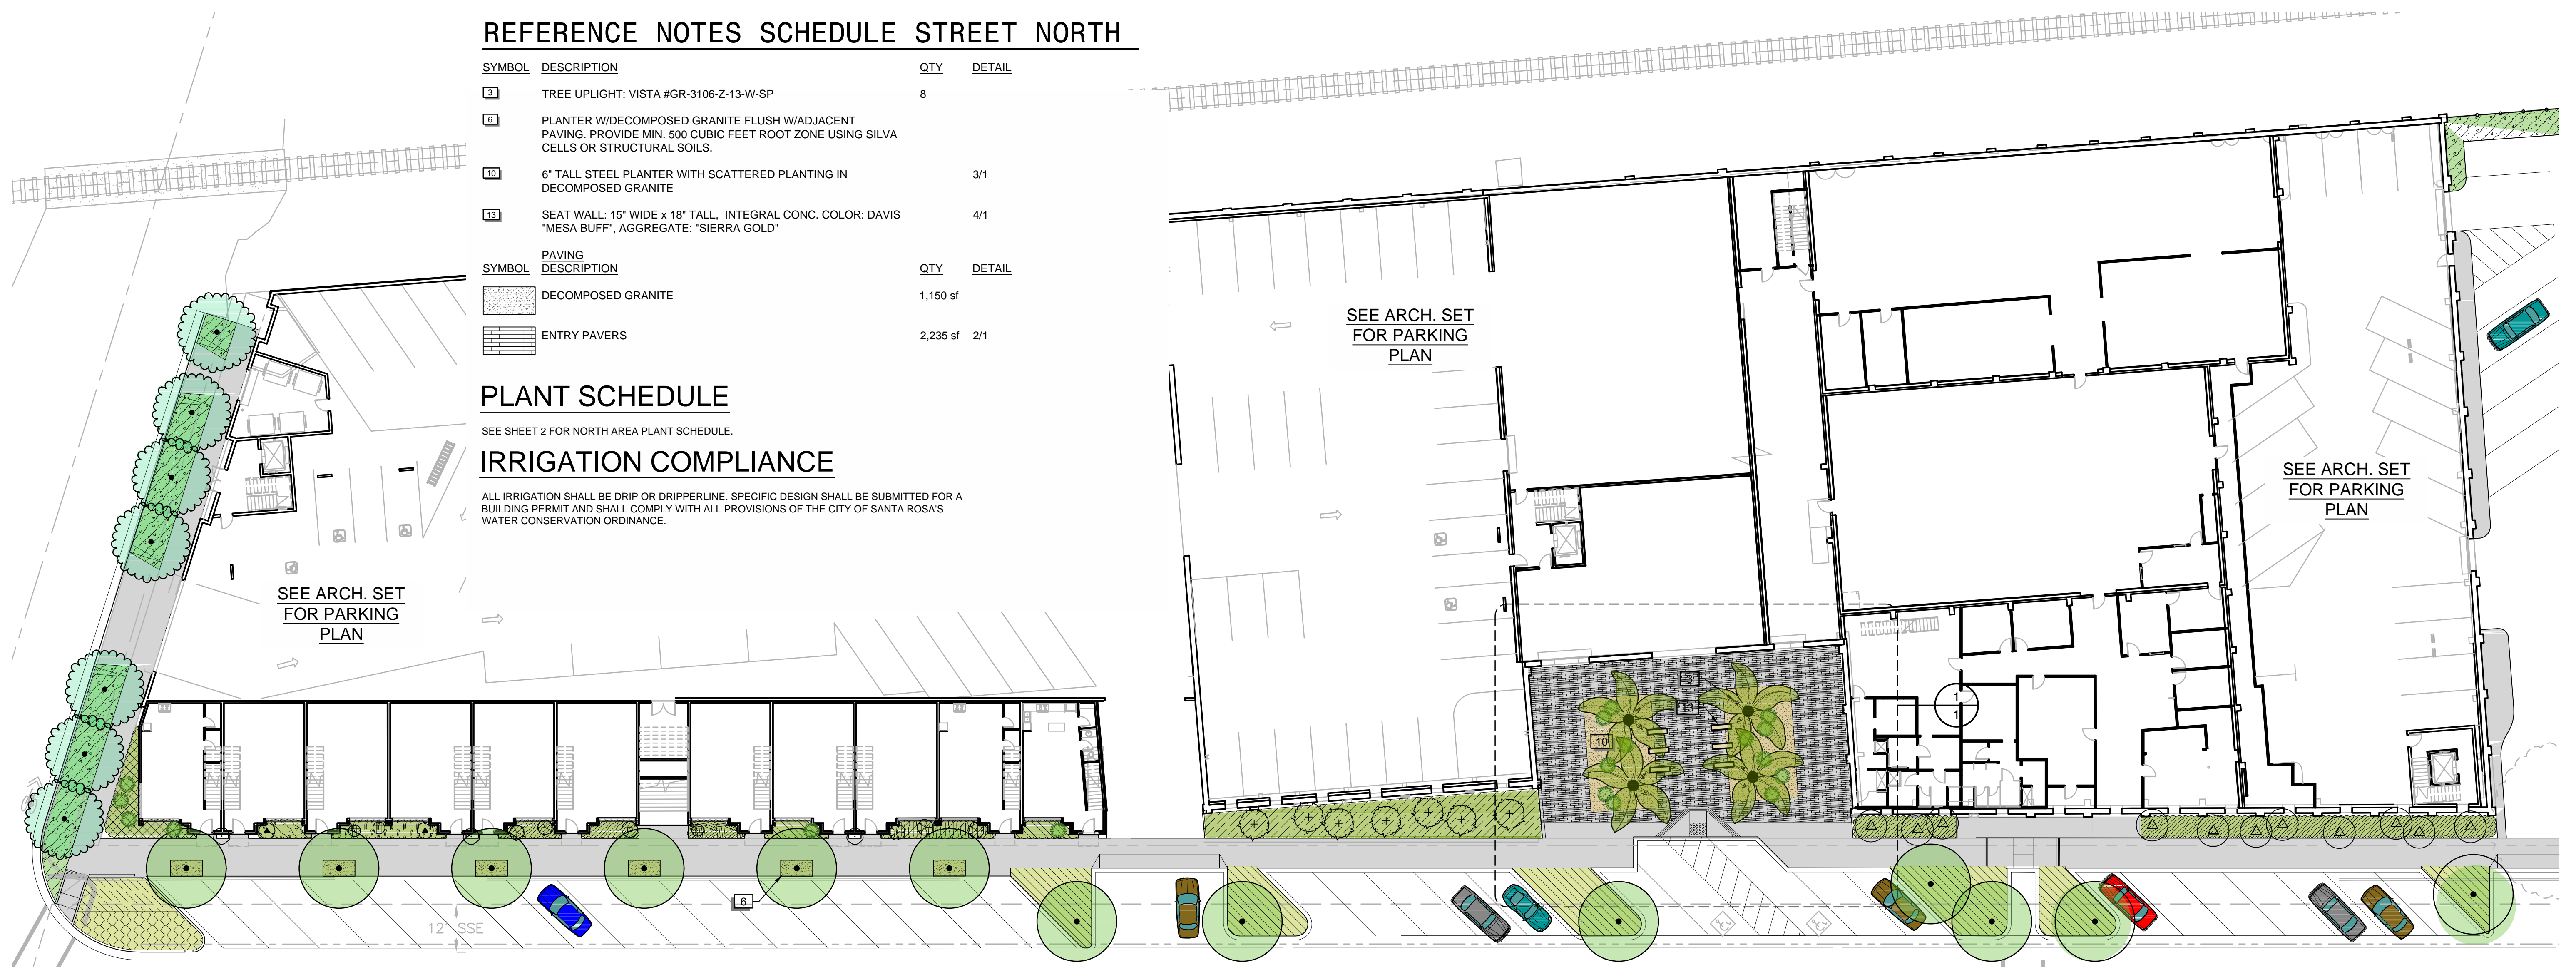 REFERENCE NOTES SCHEDULE STREET NORTH
SYMBOL DESCRIPTION QTY DETAIL
3 TREE UPLIGHT: VISTA #GR-3106-Z-13-W-SP 8
6 PLANTER W/DECOMPOSED GRANITE FLUSH W/ADJACENT
PAVING. PROVIDE MIN. 500 CUBIC FEET ROOT ZONE USING SILVA
CELLS OR STRUCTURAL SOILS.
10 6" TALL STEEL PLANTER WITH SCATTERED PLANTING IN 3/1
DECOMPOSED GRANITE
13 SEAT WALL: 15" WIDE x 18" TALL, INTEGRAL CONC. COLOR: DAVIS 4/1
"MESA BUFF", AGGREGATE: "SIERRA GOLD"
PAVING
SYMBOL DESCRIPTION QTY DETAIL
DECOMPOSED GRANITE 1,150 sf
ENTRY PAVERS 2,235 sf 2/1
PLANT SCHEDULE
SEE SHEET 2 FOR NORTH AREA PLANT SCHEDULE.
IRRIGATION COMPLIANCE
ALL IRRIGATION SHALL BE DRIP OR DRIPPERLINE. SPECIFIC DESIGN SHALL BE SUBMITTED FOR A
BUILDING PERMIT AND SHALL COMPLY WITH ALL PROVISIONS OF THE CITY OF SANTA ROSA'S
WATER CONSERVATION ORDINANCE.
SEE ARCH. SET
FOR PARKING
PLAN
SEE ARCH. SET
FOR PARKING
PLAN
SEE ARCH. SET
FOR PARKING
PLAN
3
13
10
1
1
6
12" SSE